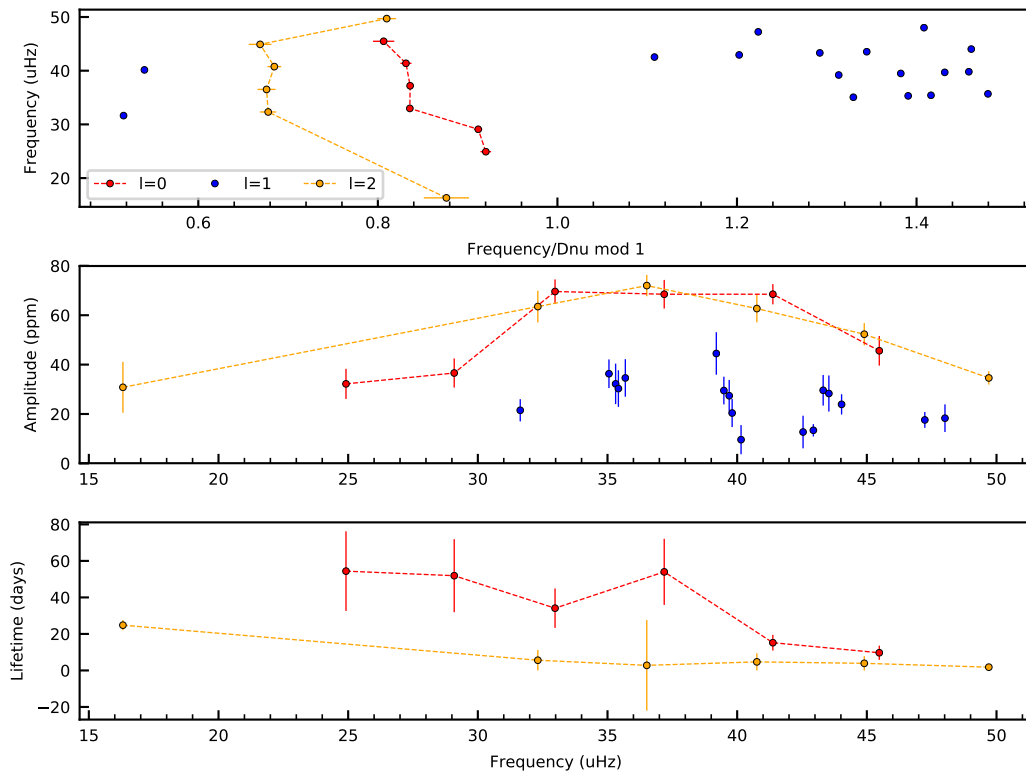 50
40
30
20
Frequency (uHz)
l=0 l=1 l=2
0.6 0.8 1.0 1.2 1.4
Frequency/Dnu mod 1
80
60
40
20
0
Amplitude (ppm)
15 20 25 30 35 40 45 50
80
60
40
20
0
−20
Lifetime (days)
15 20 25 30 35 40 45 50
Frequency (uHz)